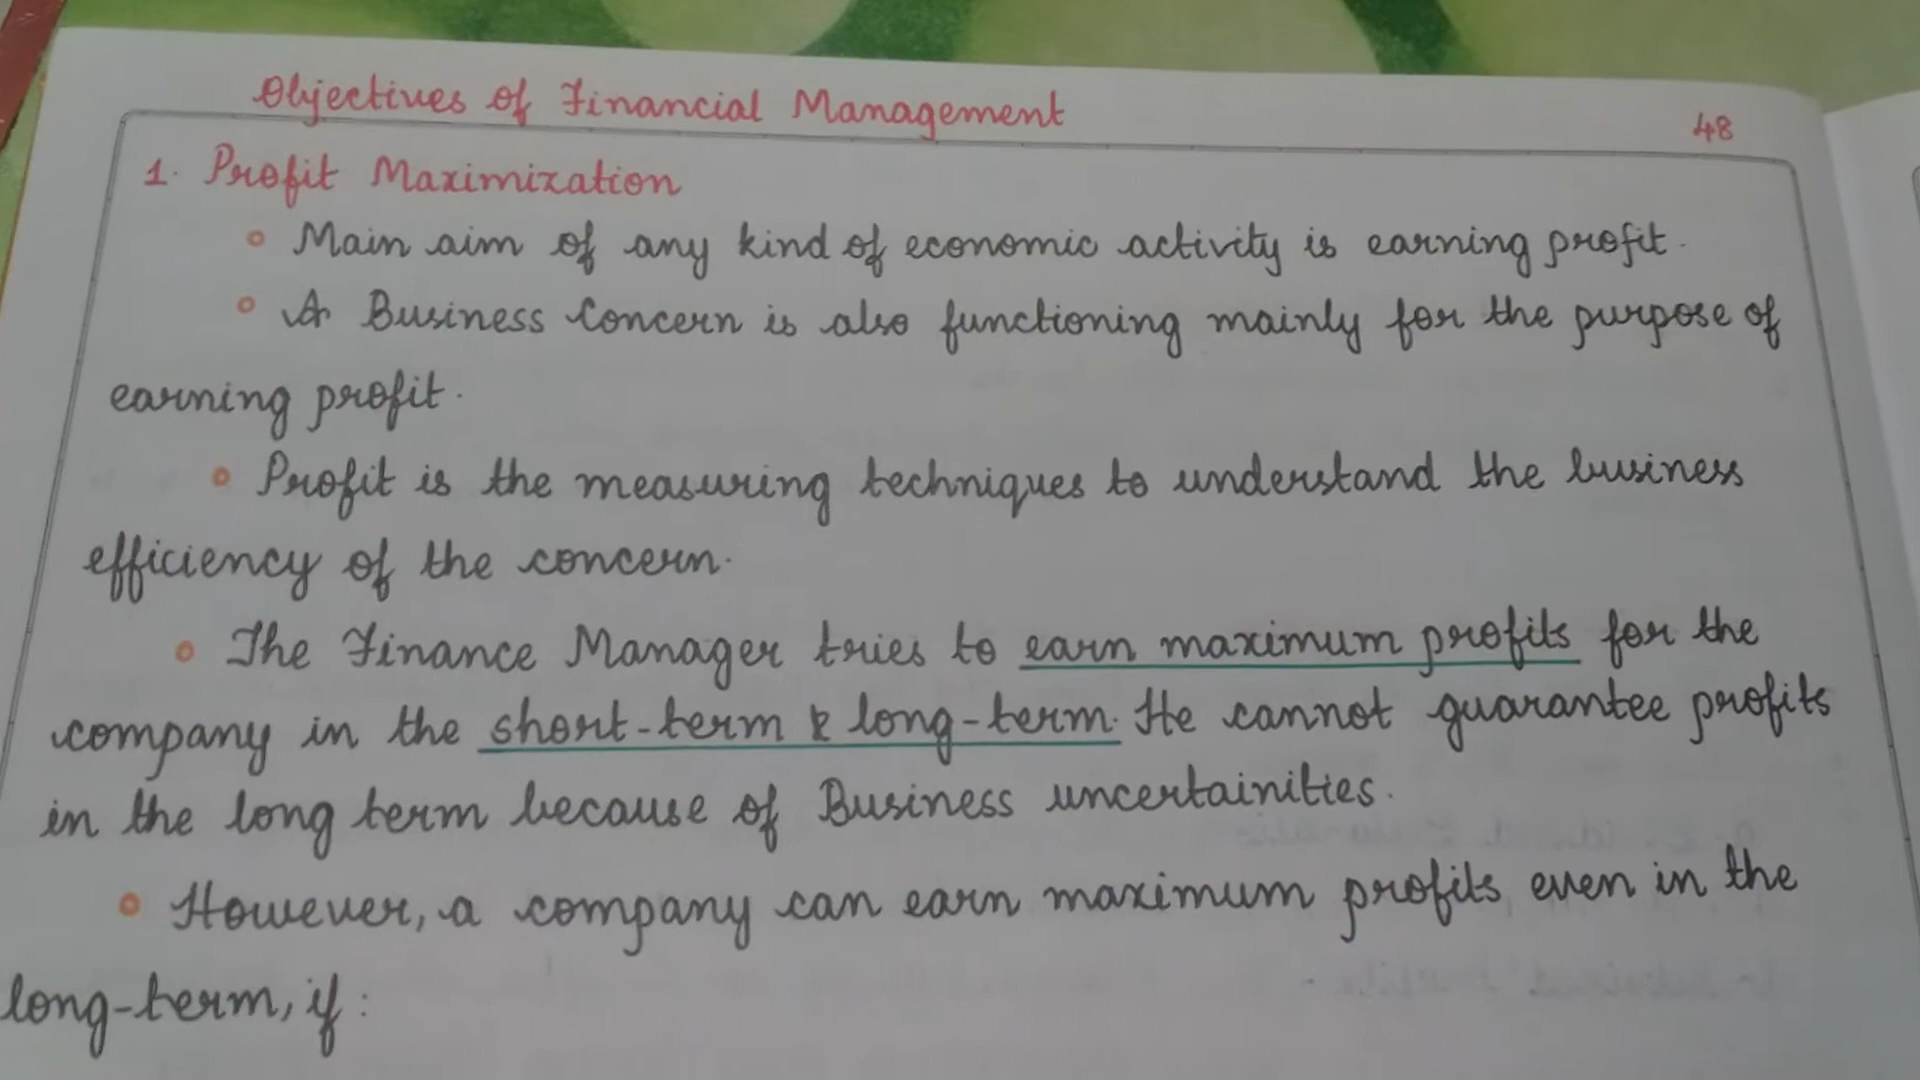 Objectives of Financial Management
48
1. Profit Maximization
Main aim of any kind of economic activity is earning profit.
A Business Concern is also functioning mainly for the purpose of
earning profit.
Profit is the measuring techniques to understand the business
efficiency of the concern.
The Finance Manager tries to earn maximum profits for the
company in the short-term & long-term. He cannot guarantee profits
in the long term because of Business uncertainities.
However, a company can earn maximum profits even in the
long-term, if: